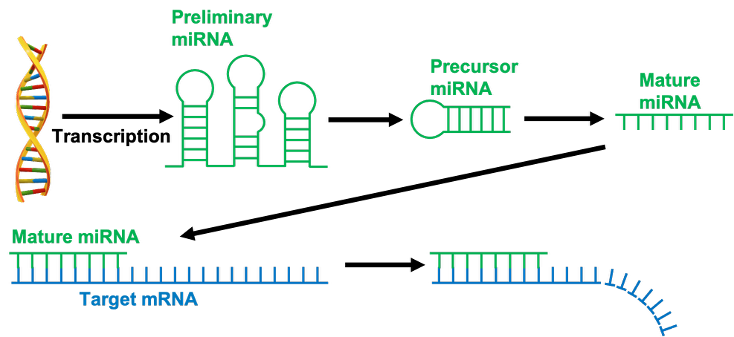 Preliminary
miRNA
Transcription
Precursor
miRNA
Mature
miRNA
Mature miRNA
Target mRNA